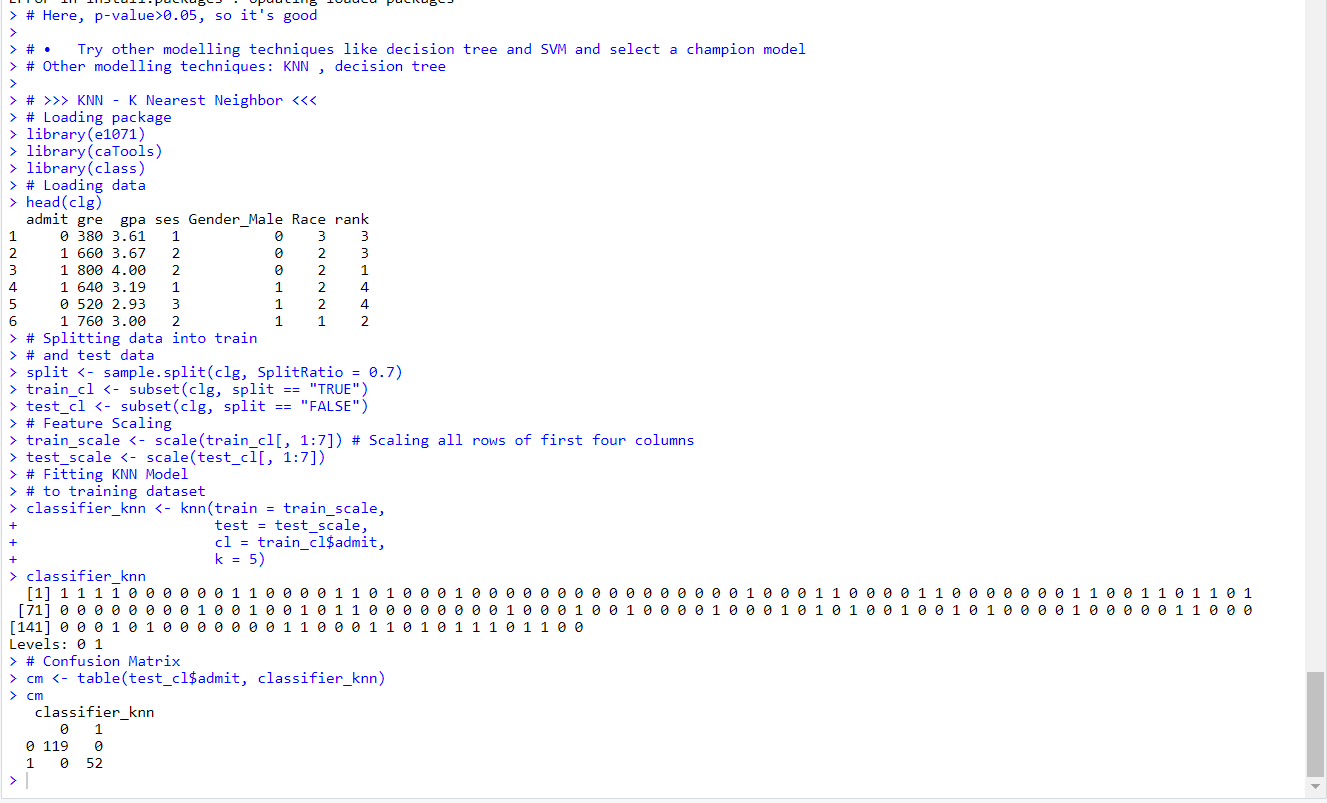 Error in install.packages : Updating loaded packages
> # Here, p-value>0.05, so it's good
>
> # •   Try other modelling techniques like decision tree and SVM and select a champion model
> # Other modelling techniques: KNN , decision tree
>
> # >>> KNN - K Nearest Neighbor <<<
> # Loading package
> library(e1071)
> library(caTools)
> library(class)
> # Loading data
> head(clg)
  admit gre  gpa ses Gender_Male Race rank
1     0 380 3.61   1           0    3    3
2     1 660 3.67   2           0    2    3
3     1 800 4.00   2           0    2    1
4     1 640 3.19   1           1    2    4
5     0 520 2.93   3           1    2    4
6     1 760 3.00   2           1    1    2
> # Splitting data into train
> # and test data
> split <- sample.split(clg, SplitRatio = 0.7)
> train_cl <- subset(clg, split == "TRUE")
> test_cl <- subset(clg, split == "FALSE")
> # Feature Scaling
> train_scale <- scale(train_cl[, 1:7]) # Scaling all rows of first four columns
> test_scale <- scale(test_cl[, 1:7])
> # Fitting KNN Model
> # to training dataset
> classifier_knn <- knn(train = train_scale,
+                       test = test_scale,
+                       cl = train_cl$admit,
+                       k = 5)
> classifier_knn
  [1] 1 1 1 1 0 0 0 0 0 0 1 1 0 0 0 0 1 1 0 1 0 0 0 1 0 0 0 0 0 0 0 0 0 0 0 0 0 0 0 0 1 0 0 0 1 1 0 0 0 0 1 1 0 0 0 0 0 0 0 1 1 0 0 1 1 0 1 1 0 1
 [71] 0 0 0 0 0 0 0 0 1 0 0 1 0 0 1 0 1 1 0 0 0 0 0 0 0 0 1 0 0 0 1 0 0 1 0 0 0 0 1 0 0 0 1 0 1 0 1 0 0 1 0 0 1 0 1 0 0 0 0 1 0 0 0 0 0 1 1 0 0 0
[141] 0 0 0 1 0 1 0 0 0 0 0 0 0 1 1 0 0 0 1 1 0 1 0 1 1 1 0 1 1 0 0
Levels: 0 1
> # Confusion Matrix
> cm <- table(test_cl$admit, classifier_knn)
> cm
   classifier_knn
      0   1
  0 119   0
  1   0  52
>